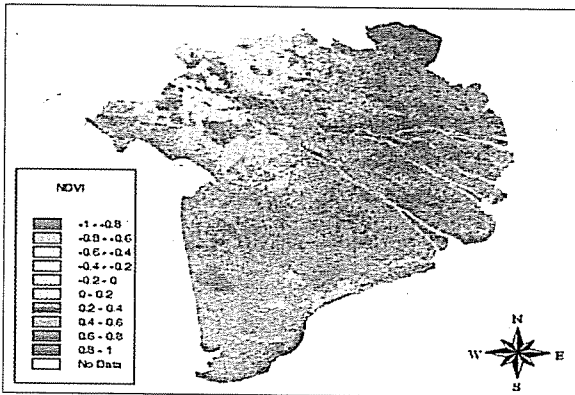 NDVI
-1 - -0.8
-0.8 - -0.6
-0.6 - -0.4
-0.4 - -0.2
-0.2 - 0
0 - 0.2
0.2 - 0.4
0.4 - 0.6
0.6 - 0.8
0.8 - 1
No Data
N
W E
S